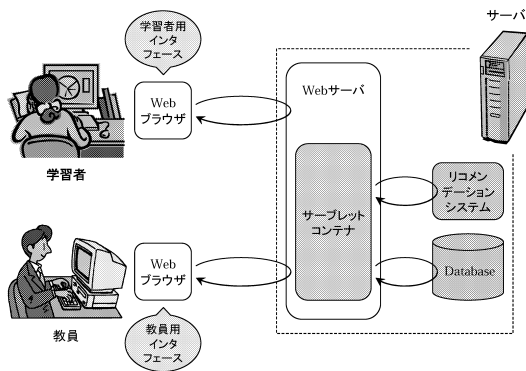 サーバ
学習者用
インタ
フェース
Web
ブラウザ
学習者
Webサーバ
サーブレット
コンテナ
リコメン
デーション
システム
Database
Web
ブラウザ
教員
教員用
インタ
フェース